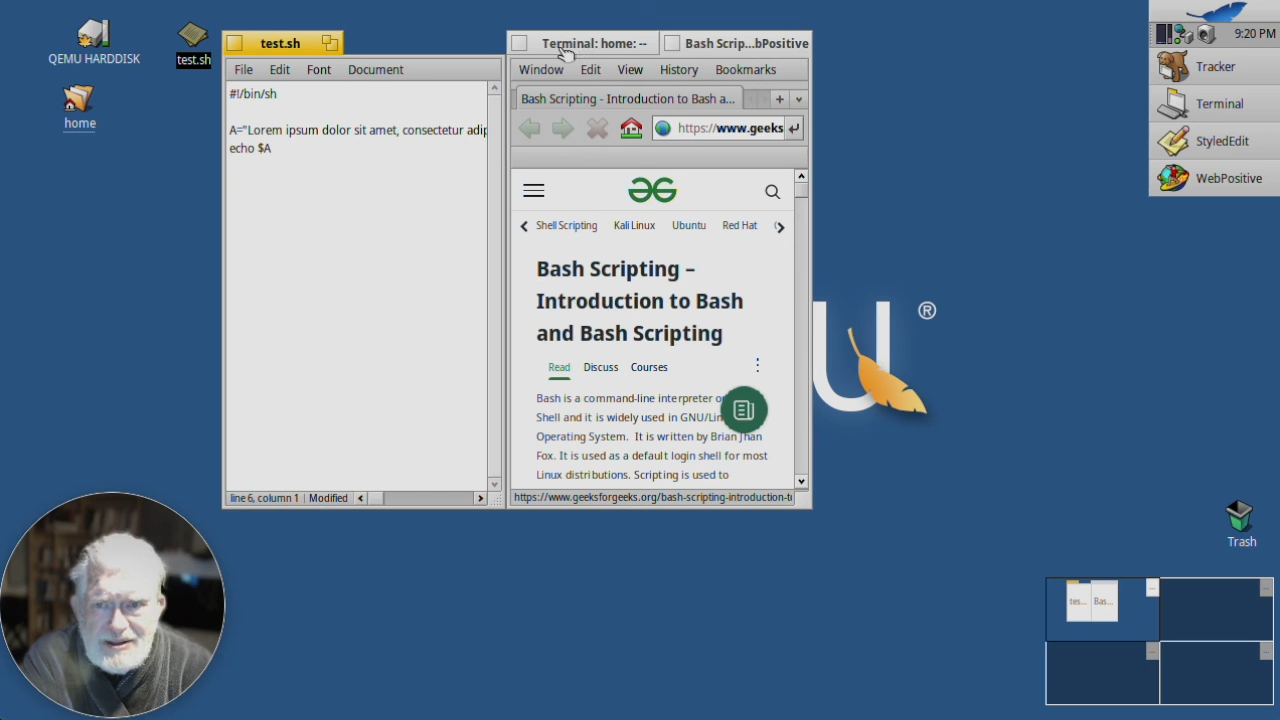 QEMU HARDDISK
test.sh
home
test.sh
File Edit Font Document
#!/bin/sh
A="Lorem ipsum dolor sit amet, consectetur adip
echo $A
line 6, column 1 Modified
Terminal: home: --
Bash Scrip...bPositive
Window Edit View History Bookmarks
Bash Scripting - Introduction to Bash a...
https://www.geeks
Shell Scripting Kali Linux Ubuntu Red Hat
Bash Scripting –
Introduction to Bash
and Bash Scripting
Read Discuss Courses
Bash is a command-line interpreter
Shell and it is widely used in
Operating System. It is written by Brian
Fox. It is used as a default login shell for most
Linux distributions. Scripting is used to
https://www.geeksforgeeks.org/bash-scripting-introduction-t
®
9:20 PM
Tracker
Terminal
StyledEdit
WebPositive
Trash
tes... Bas...